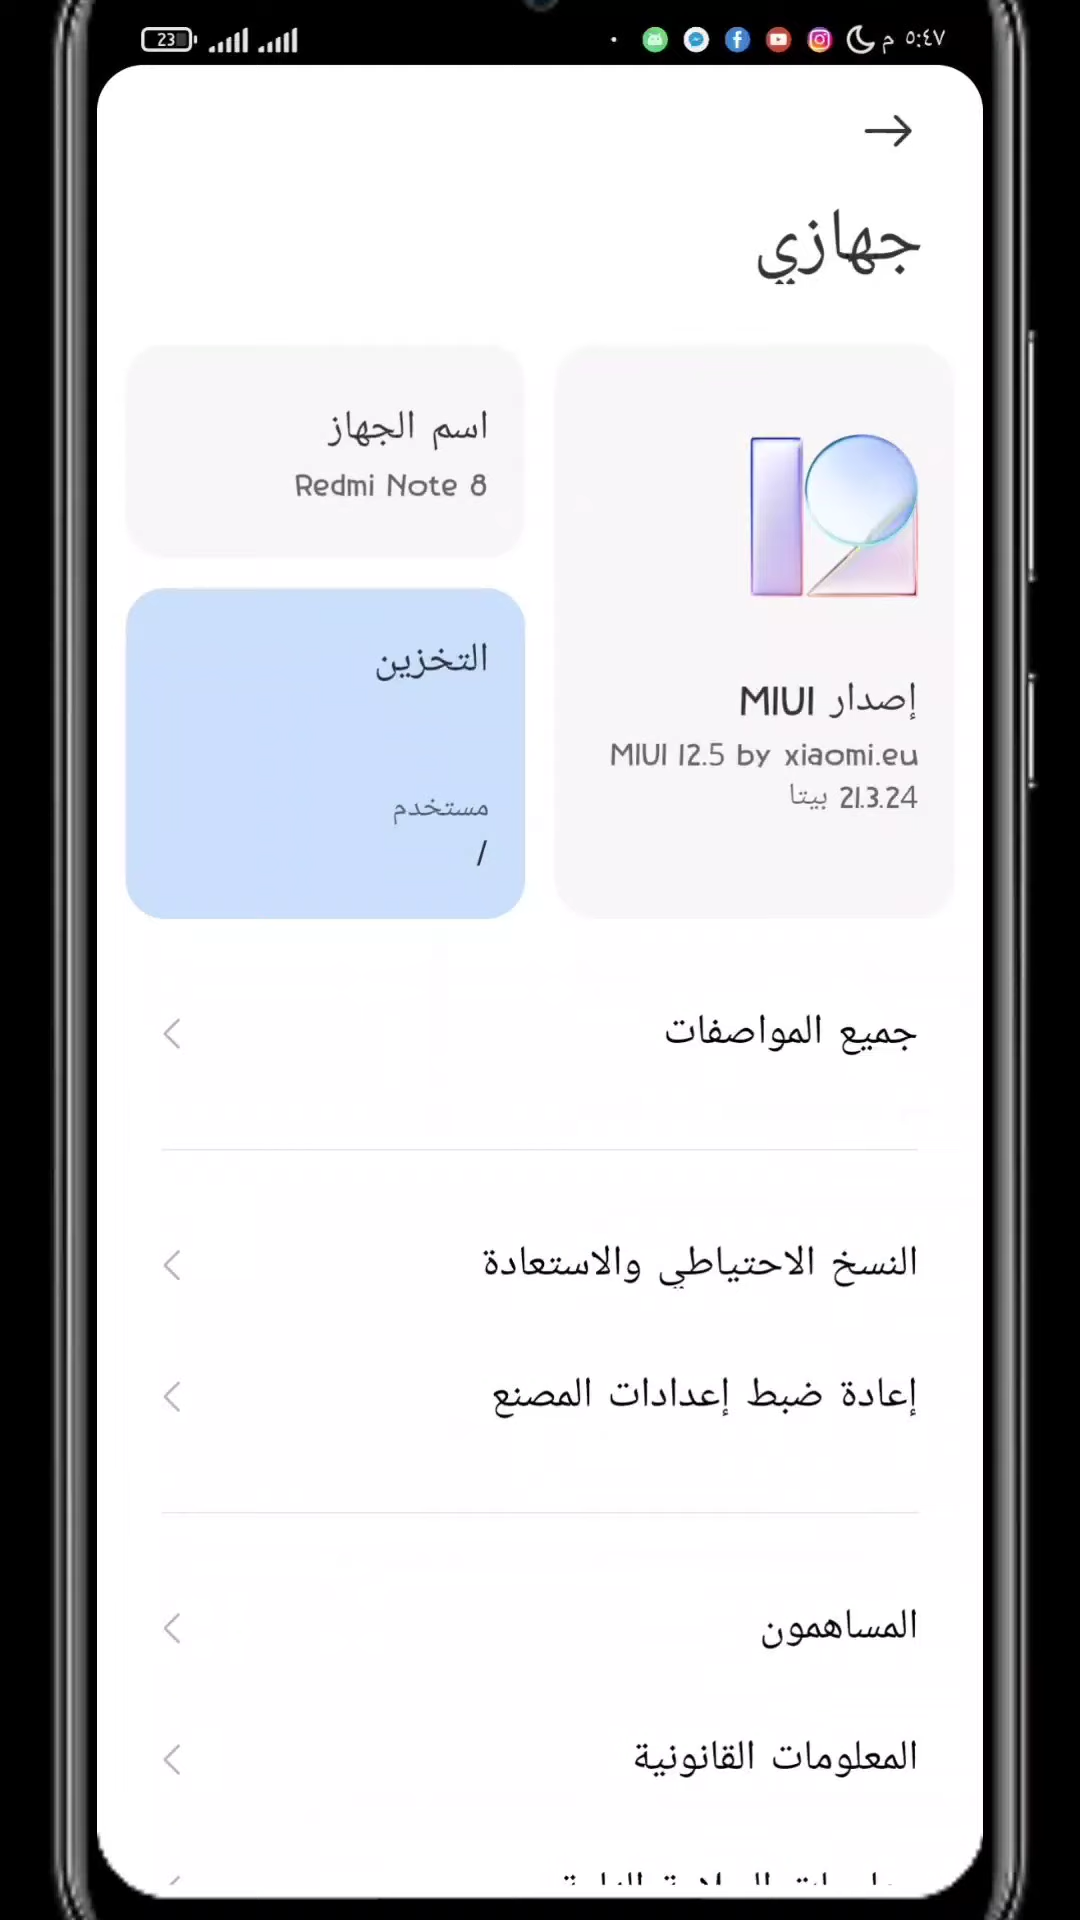 23
م ٥:٤٧
جهازي
12
إصدار MIUI
MIUI 12.5 by xiaomi.eu
21.3.24 بيتا
اسم الجهاز
Redmi Note 8
التخزين
مستخدم
/
جميع المواصفات
النسخ الاحتياطي والاستعادة
إعادة ضبط إعدادات المصنع
المساهمون
المعلومات القانونية